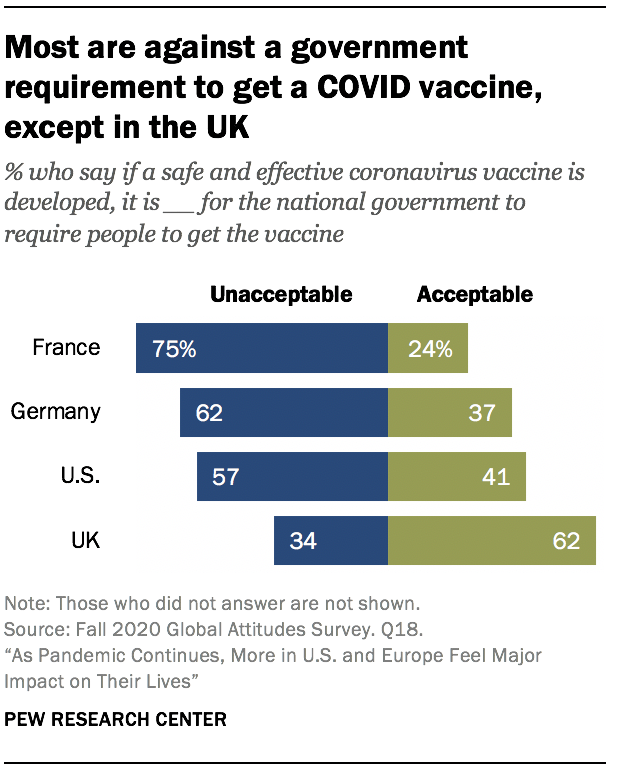 Most are against a government
requirement to get a COVID vaccine,
except in the UK
% who say if a safe and effective coronavirus vaccine is
developed, it is __ for the national government to
require people to get the vaccine
Unacceptable Acceptable
France 75% 24%
Germany 62 37
U.S. 57 41
UK 34 62
Note: Those who did not answer are not shown.
Source: Fall 2020 Global Attitudes Survey. Q18.
“As Pandemic Continues, More in U.S. and Europe Feel Major
Impact on Their Lives”
PEW RESEARCH CENTER